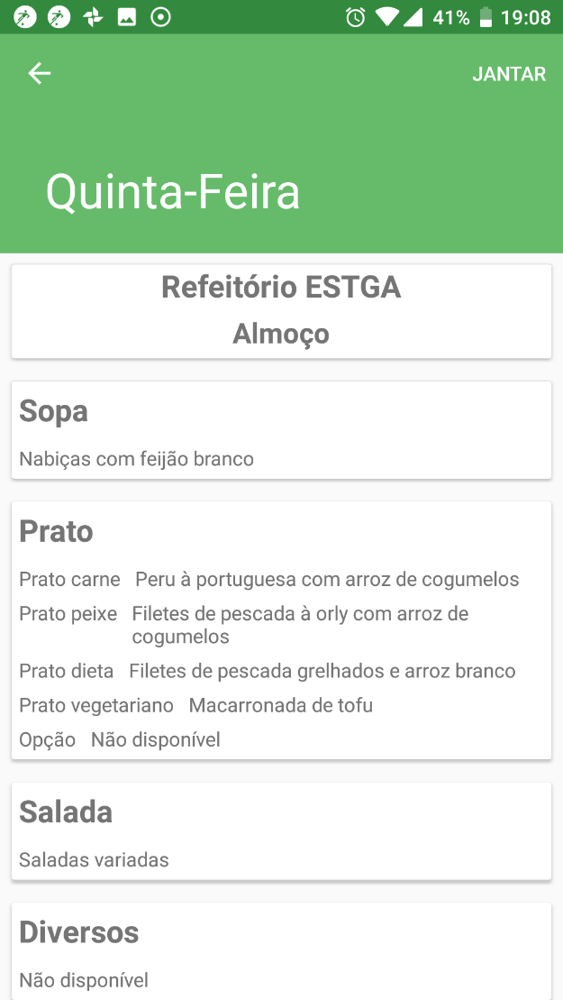 41% 19:08
JANTAR
Quinta-Feira
Refeitório ESTGA
Almoço
Sopa
Nabiças com feijão branco
Prato
Prato carne Peru à portuguesa com arroz de cogumelos
Prato peixe Filetes de pescada à orly com arroz de
cogumelos
Prato dieta Filetes de pescada grelhados e arroz branco
Prato vegetariano Macarronada de tofu
Opção Não disponível
Salada
Saladas variadas
Diversos
Não disponível